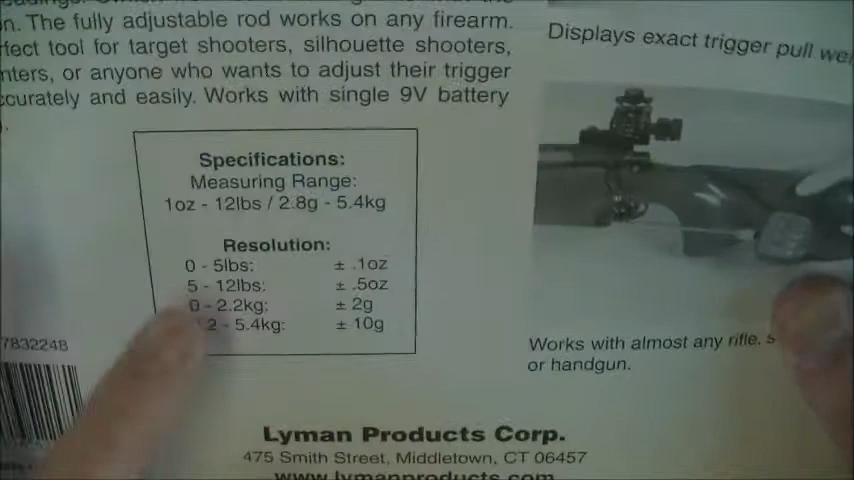 n. The fully adjustable rod works on any firearm.
rfect tool for target shooters, silhouette shooters,
nters, or anyone who wants to adjust their trigger
ccurately and easily. Works with single 9V battery
).
Displays exact trigger pull wei
Specifications:
Measuring Range:
1oz - 12lbs / 2.8g - 5.4kg
Resolution:
0 - 5lbs: ± .1oz
5 - 12lbs: ± .5oz
0 - 2.2kg: ± 2g
2 - 5.4kg: ± 10g
7832248
Works with almost any rifle, s
or handgun.
Lyman Products Corp.
475 Smith Street, Middletown, CT 06457
www.lymanproducts.com